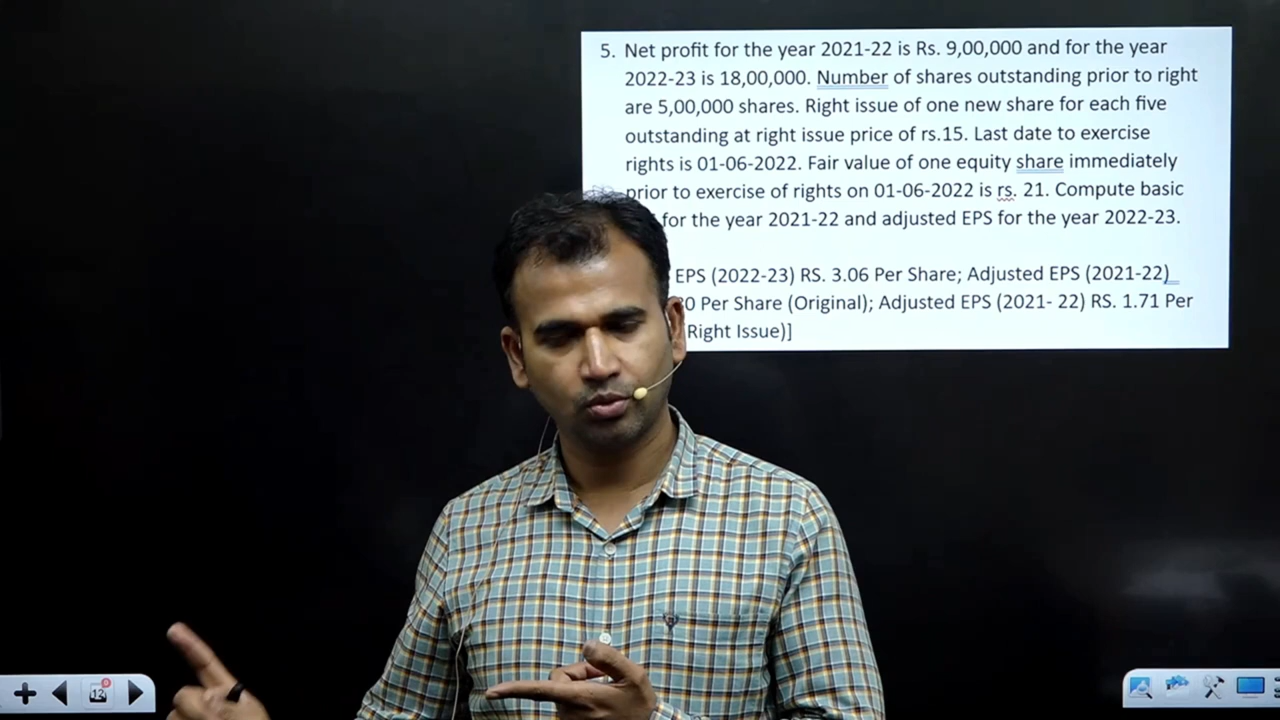 5. Net profit for the year 2021-22 is Rs. 9,00,000 and for the year
2022-23 is 18,00,000. Number of shares outstanding prior to right
are 5,00,000 shares. Right issue of one new share for each five
outstanding at right issue price of rs.15. Last date to exercise
rights is 01-06-2022. Fair value of one equity share immediately
prior to exercise of rights on 01-06-2022 is rs. 21. Compute basic
for the year 2021-22 and adjusted EPS for the year 2022-23.
EPS (2022-23) RS. 3.06 Per Share; Adjusted EPS (2021-22)
Per Share (Original); Adjusted EPS (2021- 22) RS. 1.71 Per
Right Issue)]
12